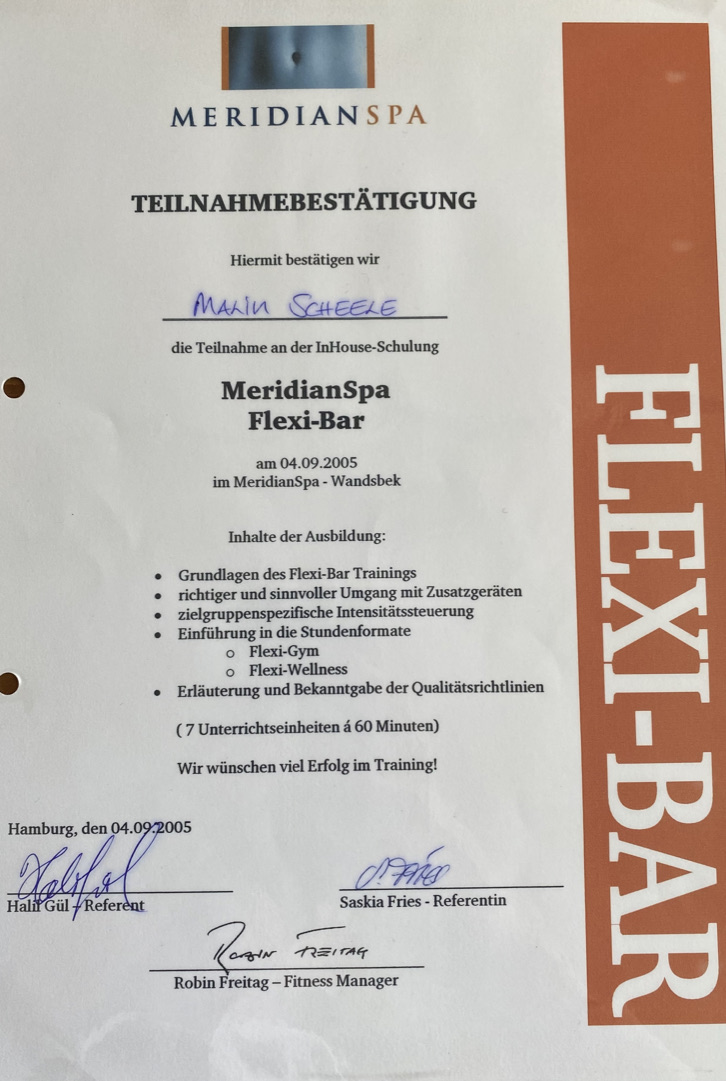 MERIDIANSPA
TEILNAHMEBESTÄTIGUNG
Hiermit bestätigen wir
MALIN SCHEELE
die Teilnahme an der InHouse-Schulung
MeridianSpa
Flexi-Bar
am 04.09.2005
im MeridianSpa - Wandsbek
Inhalte der Ausbildung:
• Grundlagen des Flexi-Bar Trainings
• richtiger und sinnvoller Umgang mit Zusatzgeräten
• zielgruppenspezifische Intensitätssteuerung
• Einführung in die Stundenformate
o Flexi-Gym
o Flexi-Wellness
• Erläuterung und Bekanntgabe der Qualitätsrichtlinien
( 7 Unterrichtseinheiten á 60 Minuten)
Wir wünschen viel Erfolg im Training!
Hamburg, den 04.09.2005
Halif Gül – Referent
S. FRIES
Saskia Fries - Referentin
ROBIN FREITAG
Robin Freitag – Fitness Manager
FLEXI-BAR